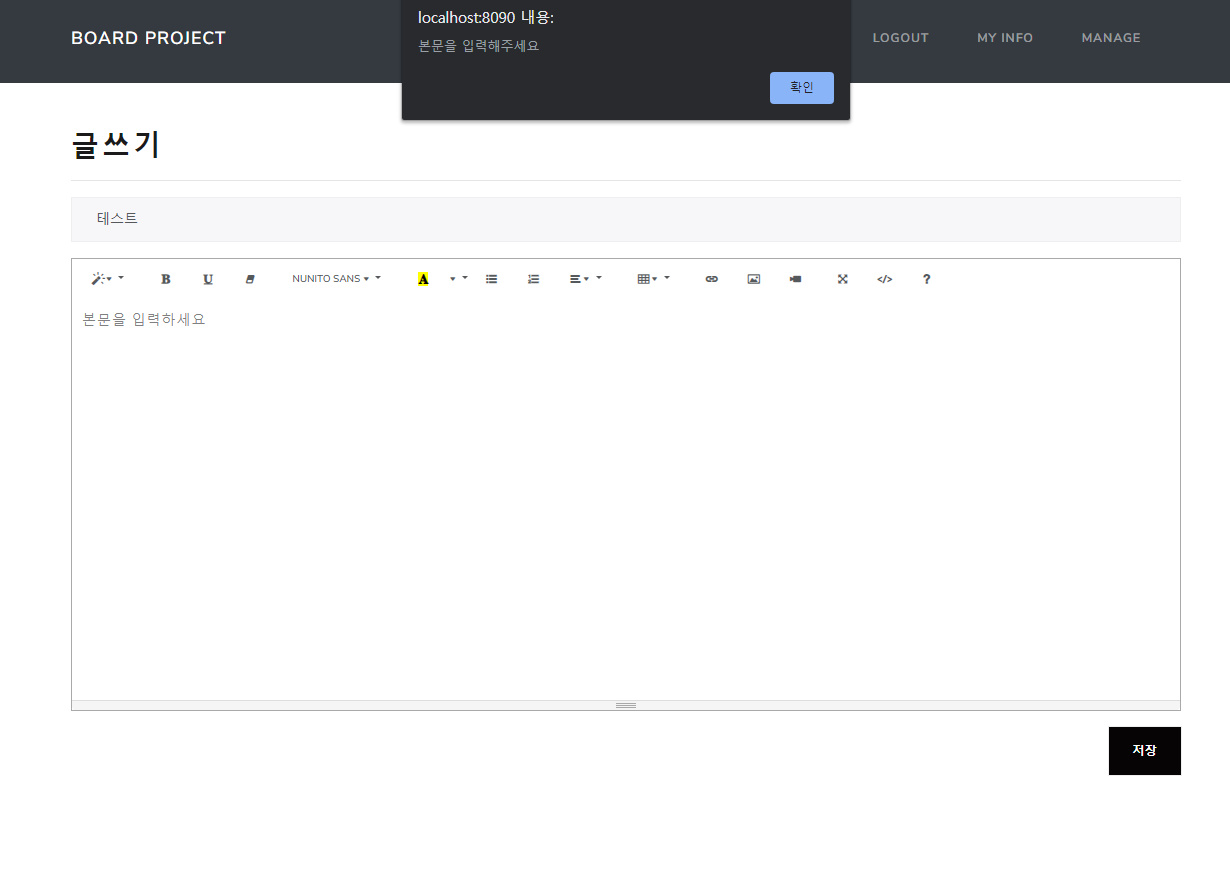 BOARD PROJECT
localhost:8090 내용:
본문을 입력해주세요
확인
LOGOUT MY INFO MANAGE
글쓰기
테스트
B U NUNITO SANS A </> ?
본문을 입력하세요
저장